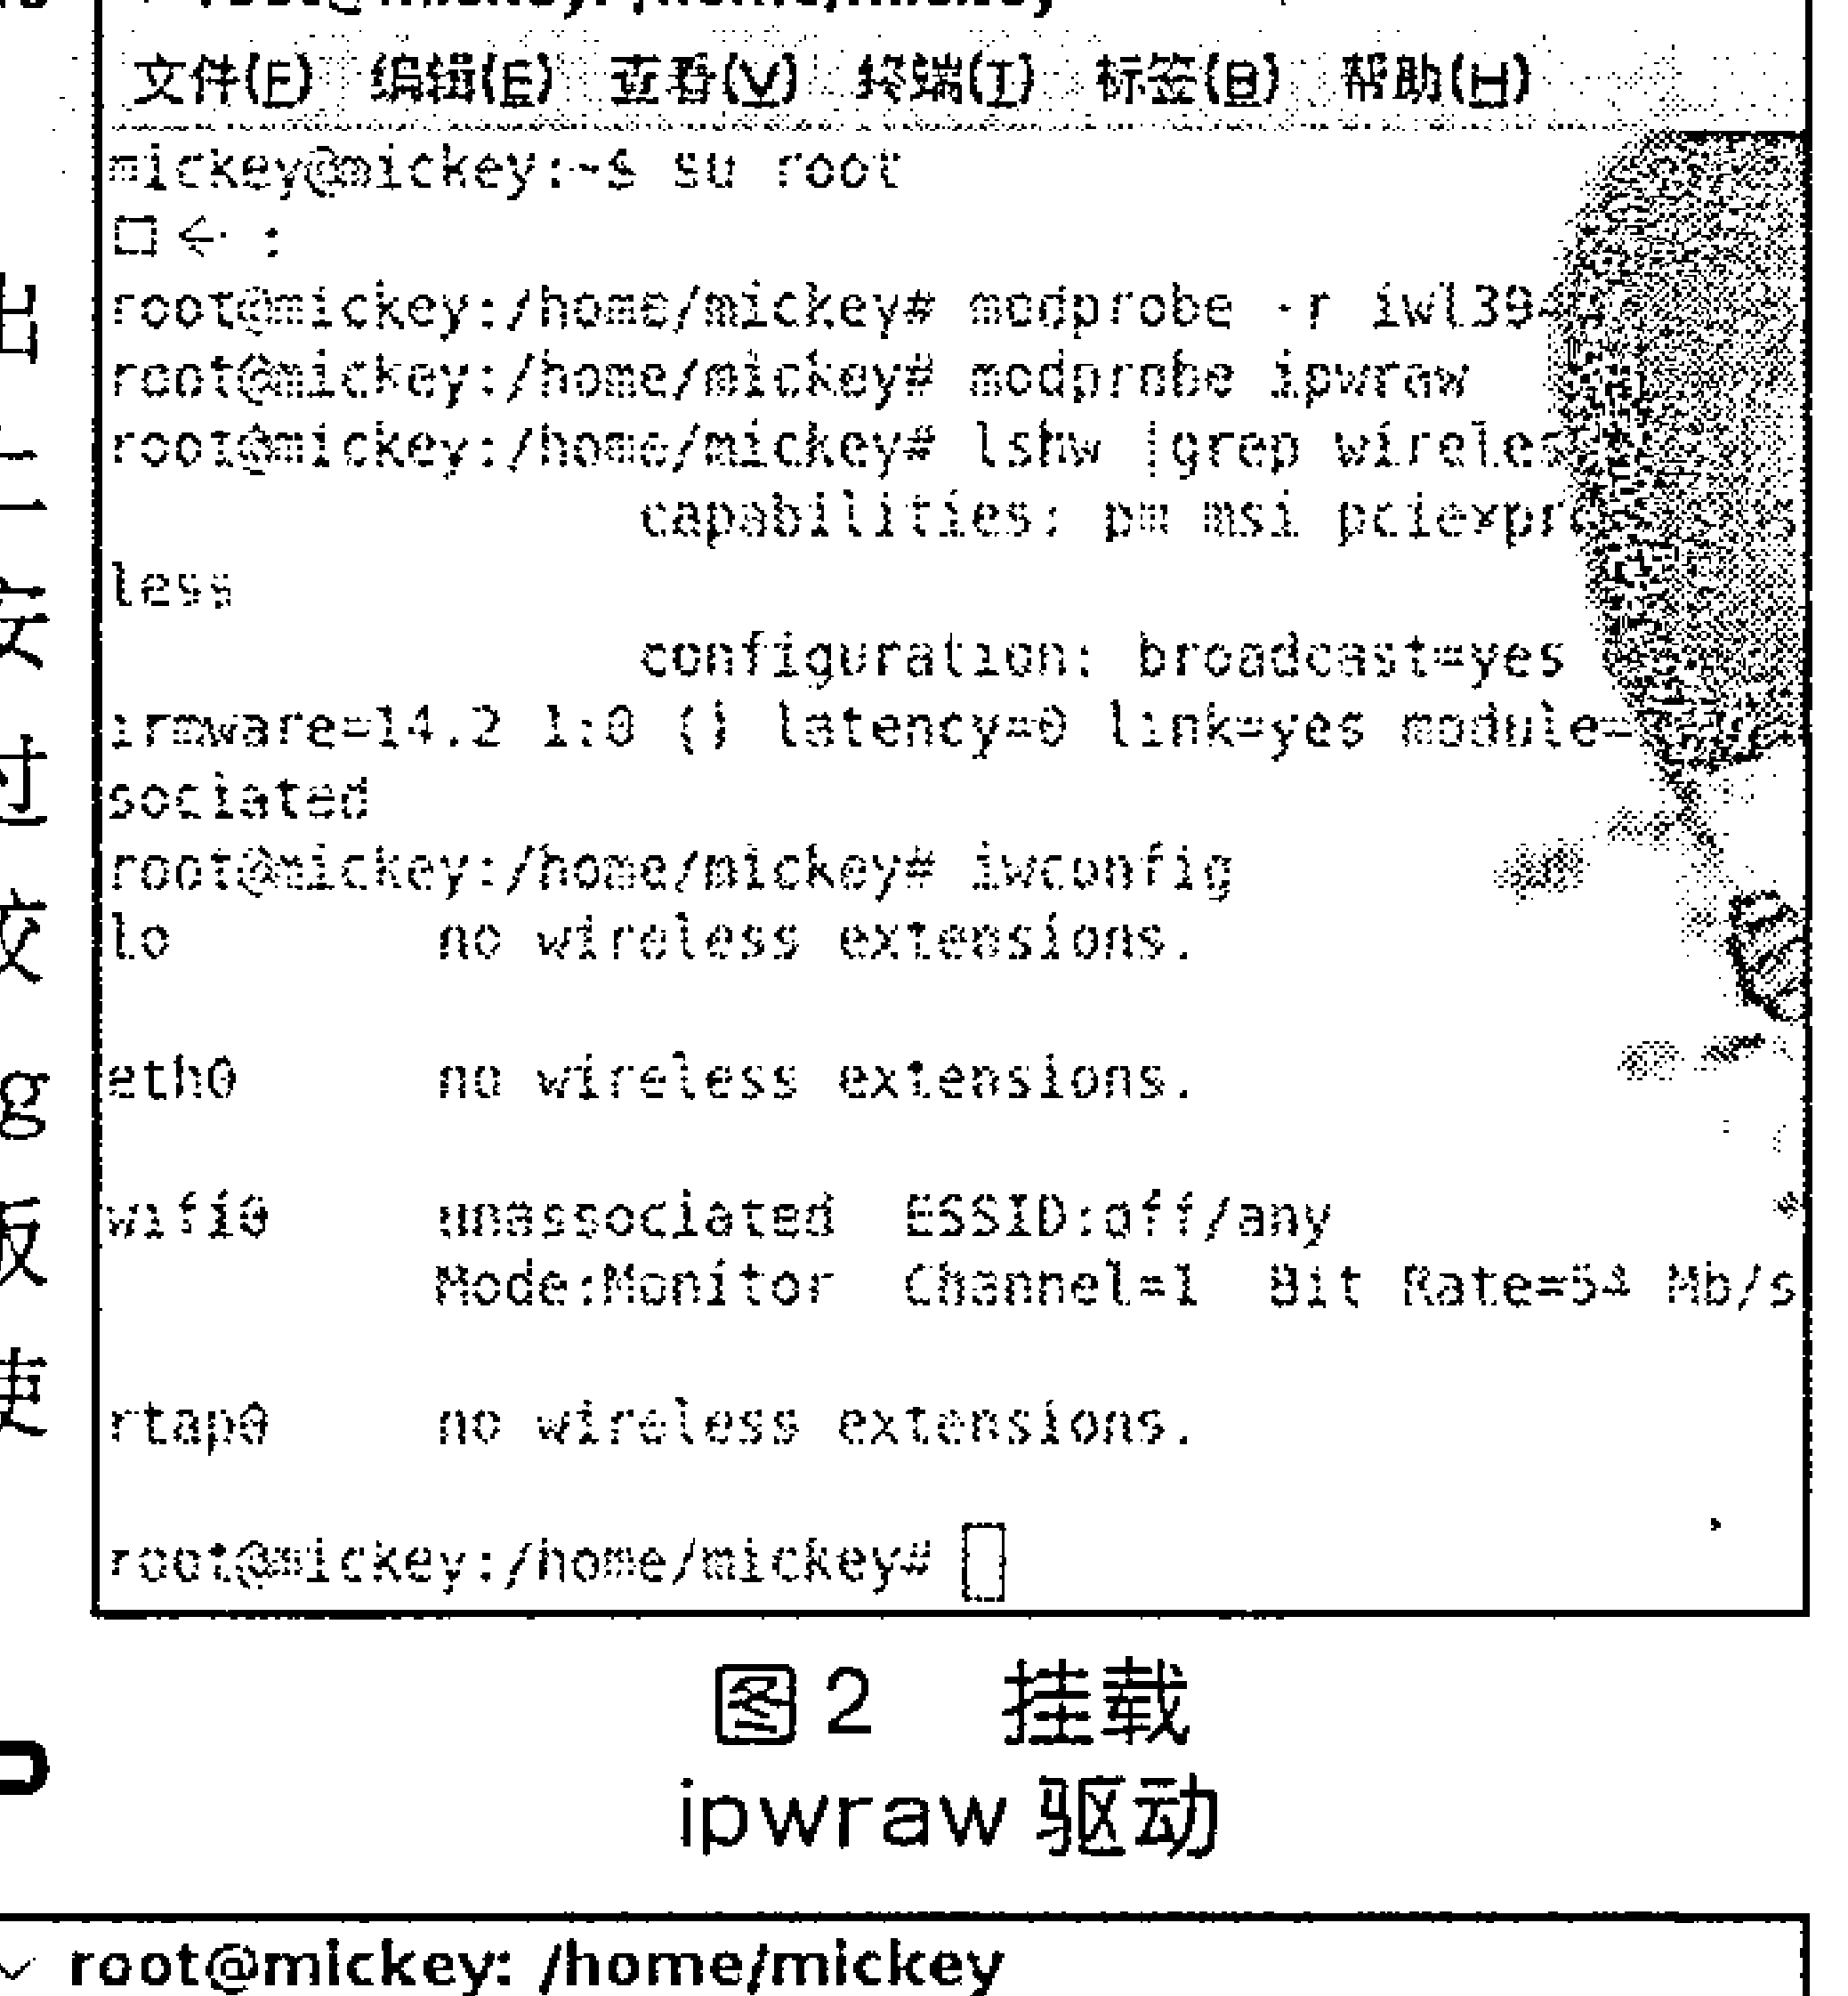 文件(F) 编辑(E) 查看(V) 终端(T) 标签(B) 帮助(H)
mickey@mickey:~$ su root
口令:
root@mickey:/home/mickey# modprobe -r iwl394
root@mickey:/home/mickey# modprobe ipwraw
root@mickey:/home/mickey# lshw |grep wireles
capabilities: pm msi pciexpr
less
configuration: broadcast=yes
irmware=14.2 1:0 () latency=0 link=yes module=
sociated
root@mickey:/home/mickey# iwconfig
lo no wireless extensions.
eth0 no wireless extensions.
wifi0 unassociated ESSID:off/any
Mode:Monitor Channel=1 Bit Rate=54 Mb/s
rtap0 no wireless extensions.
root@mickey:/home/mickey#
图2 挂载
ipwraw 驱动
root@mickey: /home/mickey